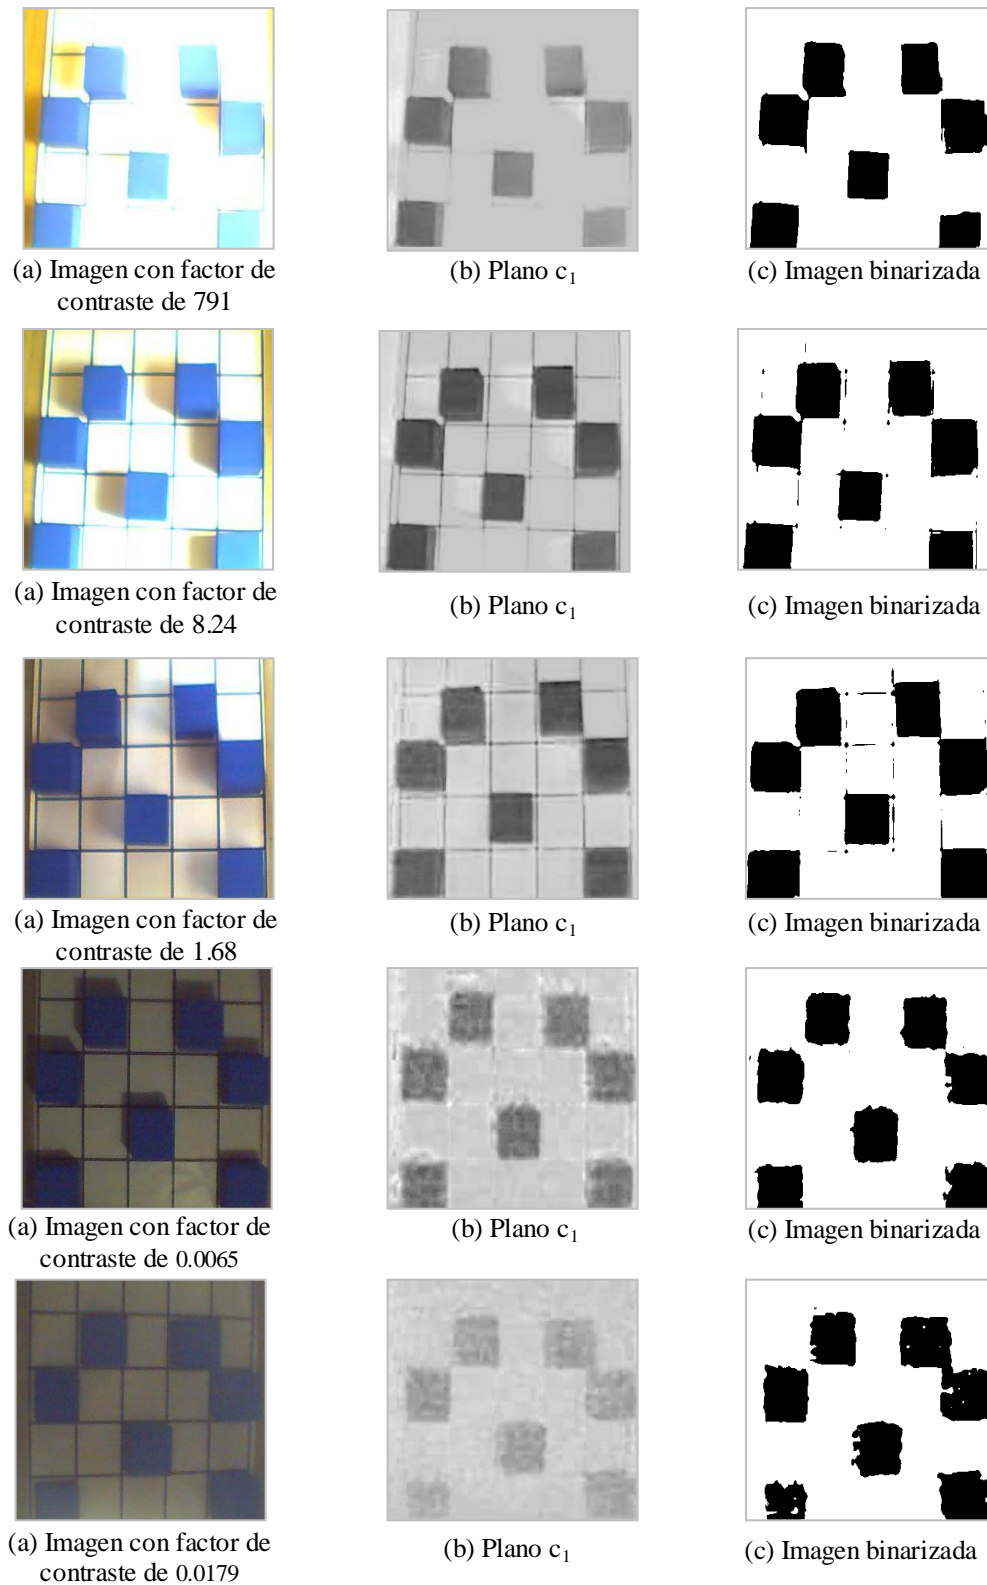 (a) Imagen con factor de
contraste de 791
(b) Plano c₁
(c) Imagen binarizada
(a) Imagen con factor de
contraste de 8.24
(b) Plano c₁
(c) Imagen binarizada
(a) Imagen con factor de
contraste de 1.68
(b) Plano c₁
(c) Imagen binarizada
(a) Imagen con factor de
contraste de 0.0065
(b) Plano c₁
(c) Imagen binarizada
(a) Imagen con factor de
contraste de 0.0179
(b) Plano c₁
(c) Imagen binarizada